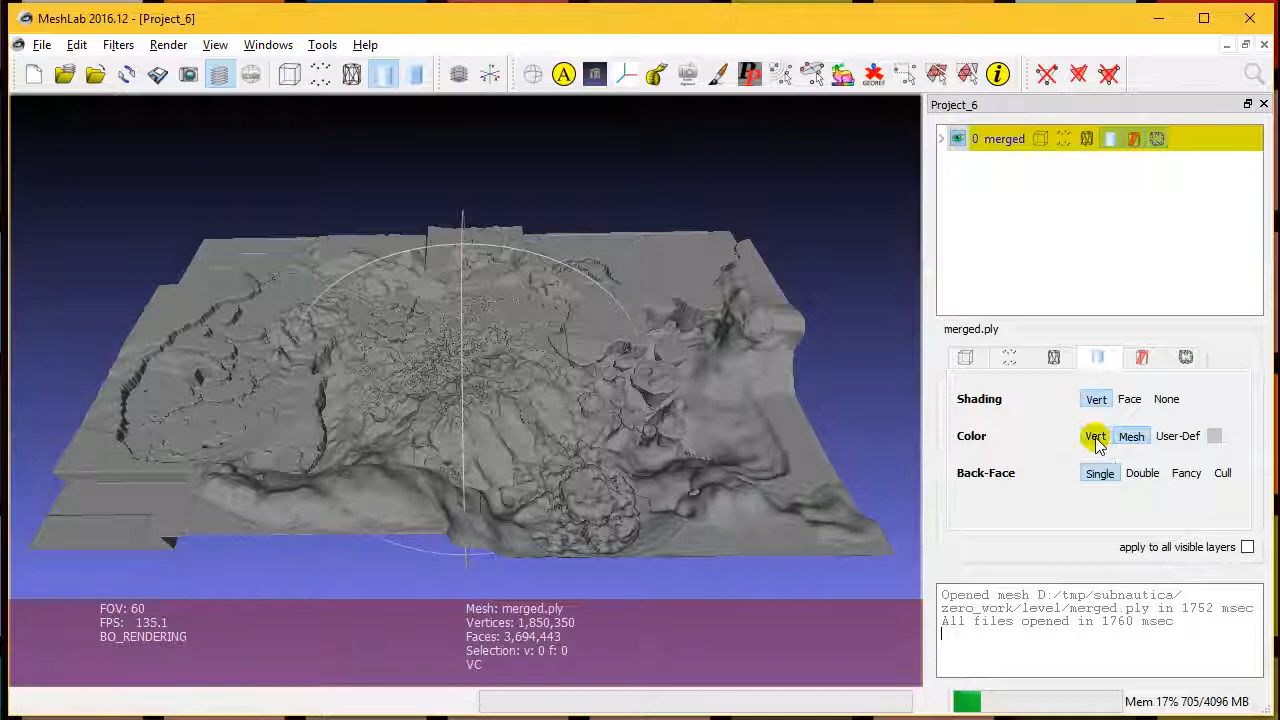 MeshLab 2016.12 - [Project_6]
File Edit Filters Render View Windows Tools Help
A
Pp
GEOREF
i
Project_6
0 merged
merged.ply
Shading Vert Face None
Color Vert Mesh User-Def
Back-Face Single Double Fancy Cull
apply to all visible layers
Opened mesh D:/tmp/subnautica/
zero_work/level/merged.ply in 1752 msec
All files opened in 1760 msec
FOV: 60
FPS: 135.1
BO_RENDERING
Mesh: merged.ply
Vertices: 1,850,350
Faces: 3,694,443
Selection: v: 0 f: 0
VC
Mem 17% 705/4096 MB